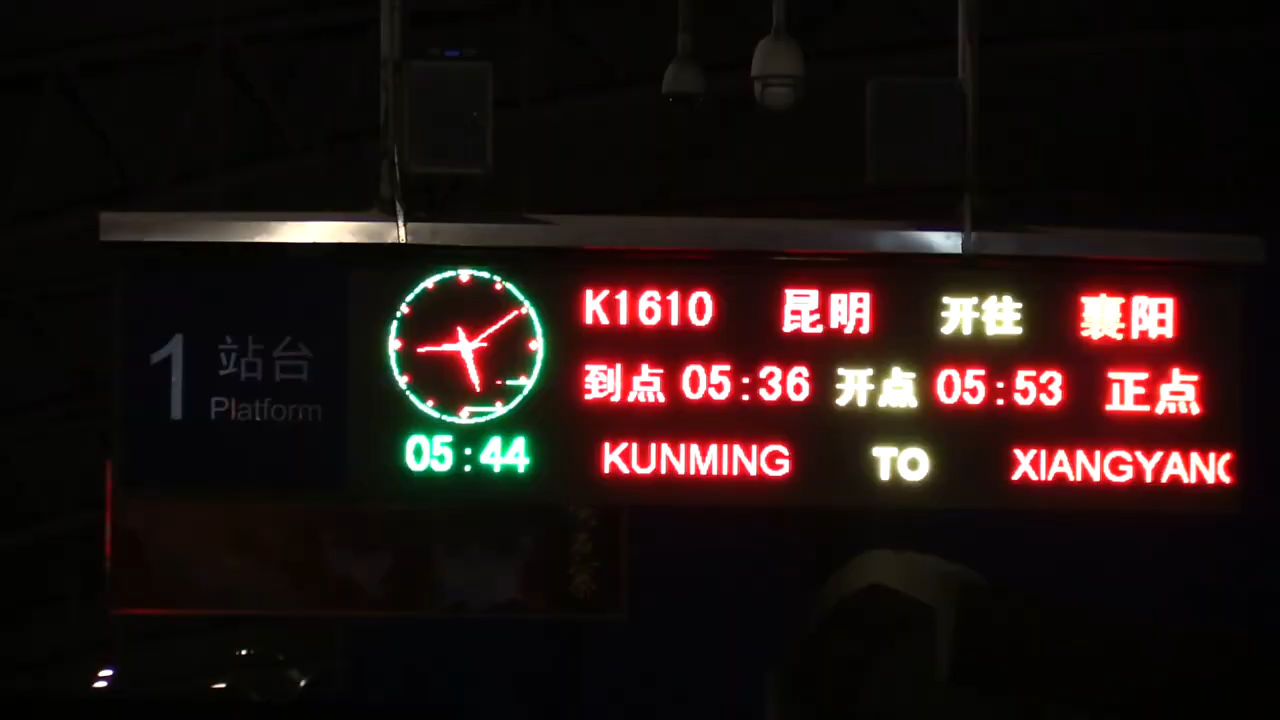 1 站台
Platform
05:44
K1610 昆明 开往 襄阳
到点 05:36 开点 05:53 正点
KUNMING TO XIANGYANG